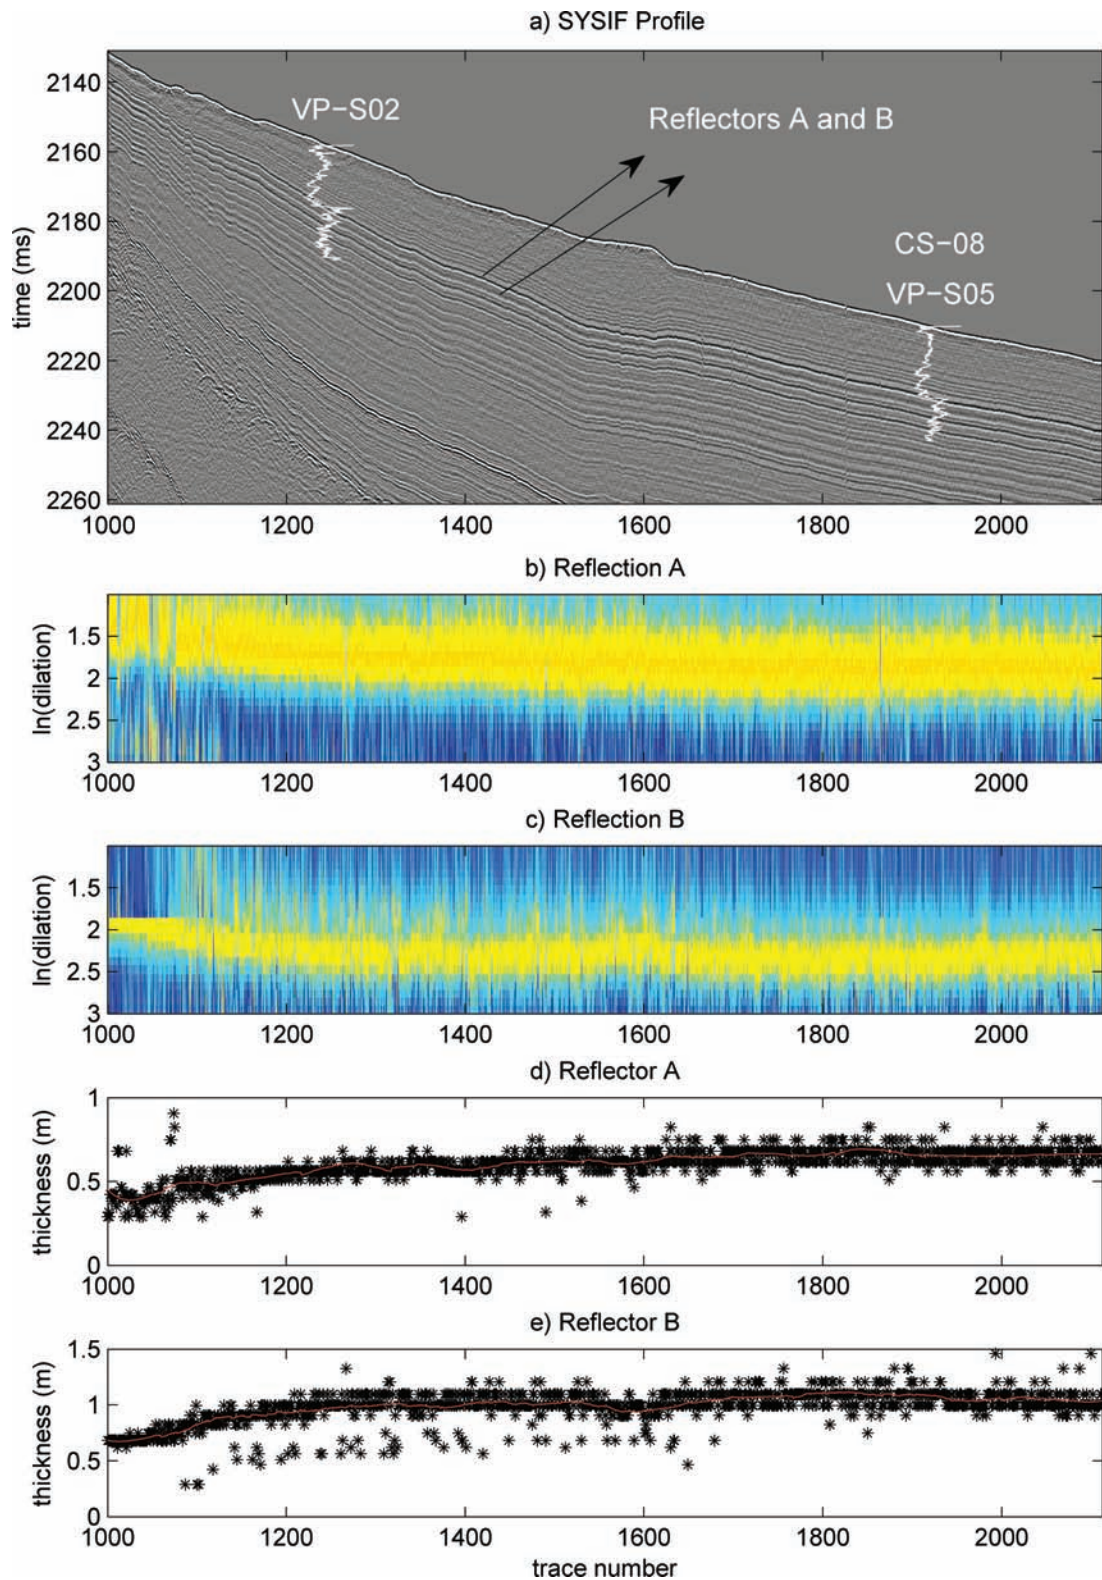 a) SYSIF Profile
2140
2160
2180
2200
2220
2240
2260
time (ms)
VP-S02
Reflectors A and B
CS-08
VP-S05
1000 1200 1400 1600 1800 2000
b) Reflection A
ln(dilation)
1.5
2
2.5
3
1000 1200 1400 1600 1800 2000
c) Reflection B
ln(dilation)
1.5
2
2.5
3
1000 1200 1400 1600 1800 2000
d) Reflector A
thickness (m)
1
0.5
0
1000 1200 1400 1600 1800 2000
e) Reflector B
thickness (m)
1.5
1
0.5
0
1000 1200 1400 1600 1800 2000
trace number